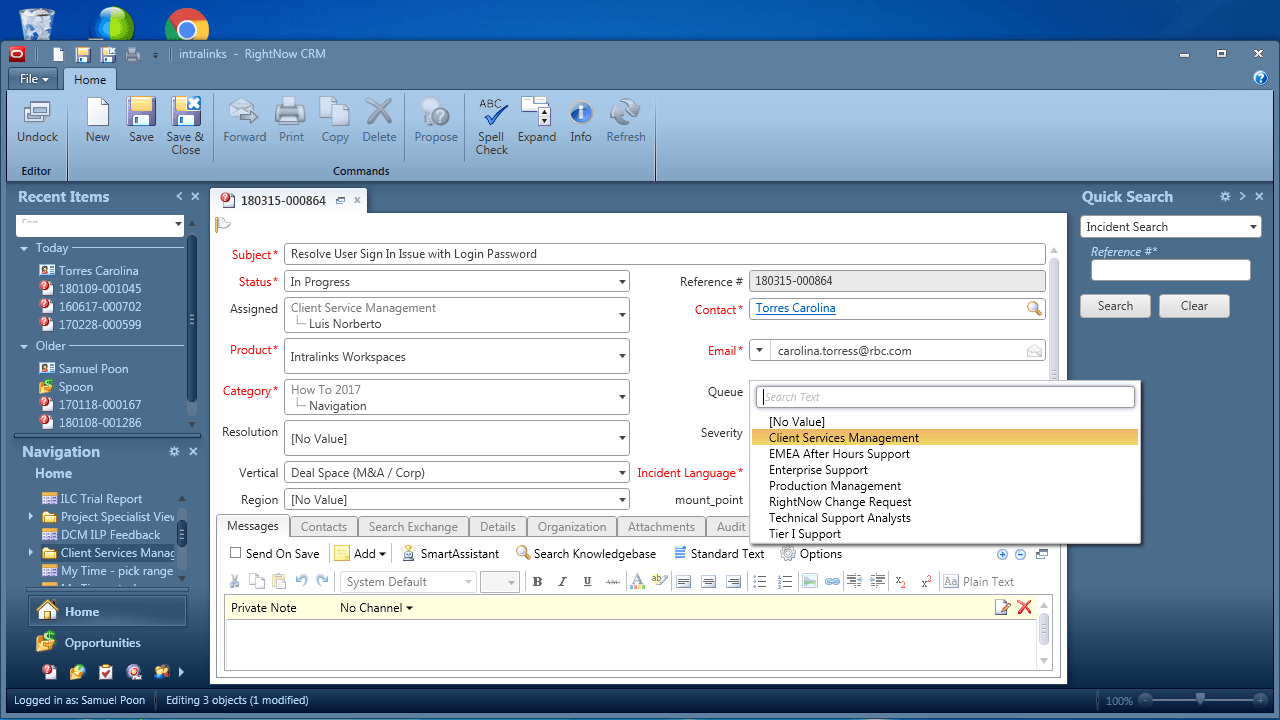 intralinks - RightNow CRM
File
Home
Undock
New
Save
Save & Close
Forward
Print
Copy
Delete
Propose
ABC
Spell Check
Expand
Info
Refresh
Editor
Commands
Recent Items
Today
Torres Carolina
180109-001045
160617-000702
170228-000599
Older
Samuel Poon
Spoon
170118-000167
180108-001286
Navigation
Home
ILC Trial Report
Project Specialist View
DCM ILP Feedback
Client Services Manag
My Time - pick range
Home
Opportunities
180315-000864
Subject* Resolve User Sign In Issue with Login Password
Status* In Progress
Reference # 180315-000864
Assigned Client Service Management
Luis Norberto
Contact* Torres Carolina
Product* Intralinks Workspaces
Email* carolina.torress@rbc.com
Category* How To 2017
Navigation
Queue
Search Text
[No Value]
Client Services Management
EMEA After Hours Support
Enterprise Support
Production Management
RightNow Change Request
Technical Support Analysts
Tier I Support
Resolution [No Value]
Severity
Vertical Deal Space (M&A / Corp)
Incident Language*
Region [No Value]
mount_point
Messages
Contacts
Search Exchange
Details
Organization
Attachments
Audit
Send On Save
Add
SmartAssistant
Search Knowledgebase
Standard Text
Options
System Default
B I U ABC
A
Plain Text
Private Note No Channel
Quick Search
Incident Search
Reference #*
Search
Clear
Logged in as: Samuel Poon
Editing 3 objects (1 modified)
100%